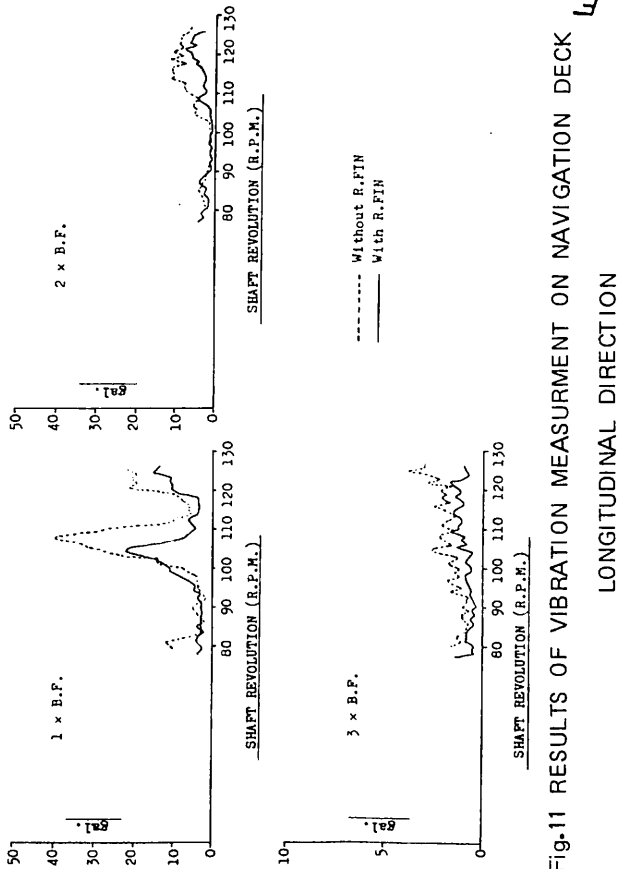 1 × B.F.
50
40
30
20
10
0
gal.
80 90 100 110 120 130
SHAFT REVOLUTION (R.P.M.)
2 × B.F.
50
40
30
20
10
0
gal.
80 90 100 110 120 130
SHAFT REVOLUTION (R.P.M.)
3 × B.F.
10
5.
0
gal.
80 90 100 110 120 130
SHAFT REVOLUTION (R.P.M.)
Without R.FIN
With R.FIN
Fig.11 RESULTS OF VIBRATION MEASURMENT ON NAVIGATION DECK
LONGITUDINAL DIRECTION